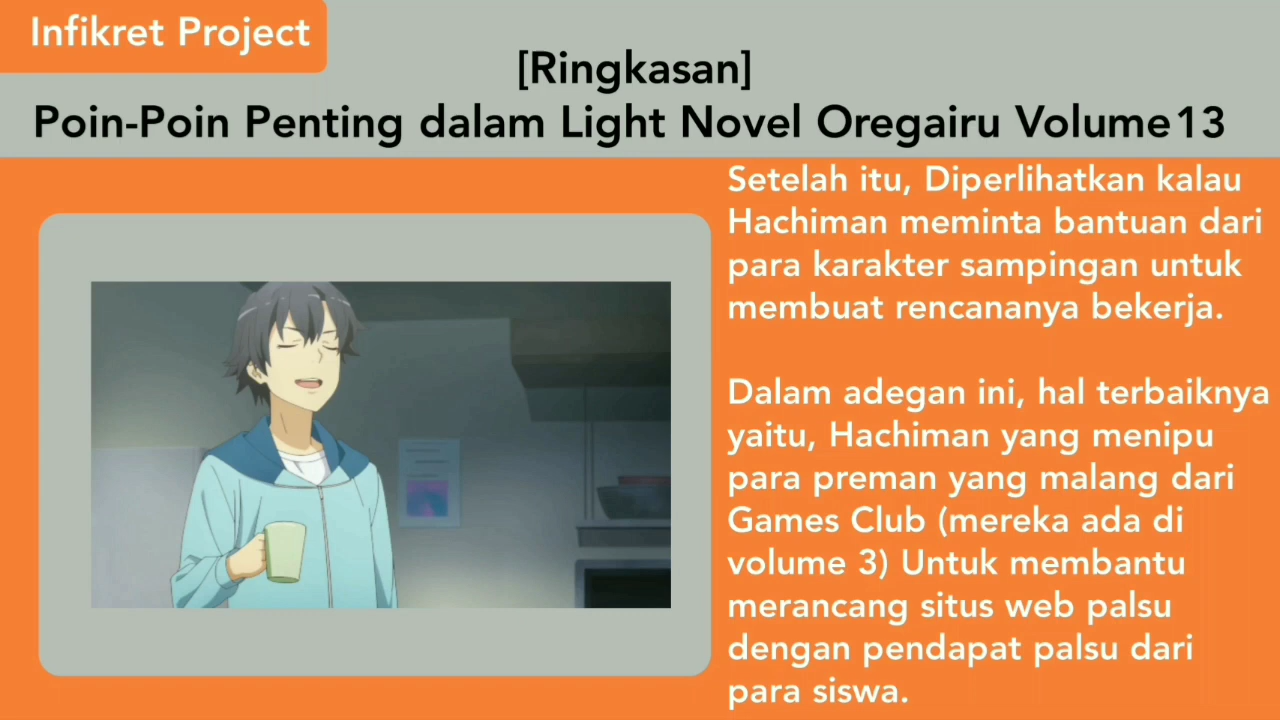 Infikret Project
[Ringkasan]
Poin-Poin Penting dalam Light Novel Oregairu Volume13
Setelah itu, Diperlihatkan kalau
Hachiman meminta bantuan dari
para karakter sampingan untuk
membuat rencananya bekerja.
Dalam adegan ini, hal terbaiknya
yaitu, Hachiman yang menipu
para preman yang malang dari
Games Club (mereka ada di
volume 3) Untuk membantu
merancang situs web palsu
dengan pendapat palsu dari
para siswa.